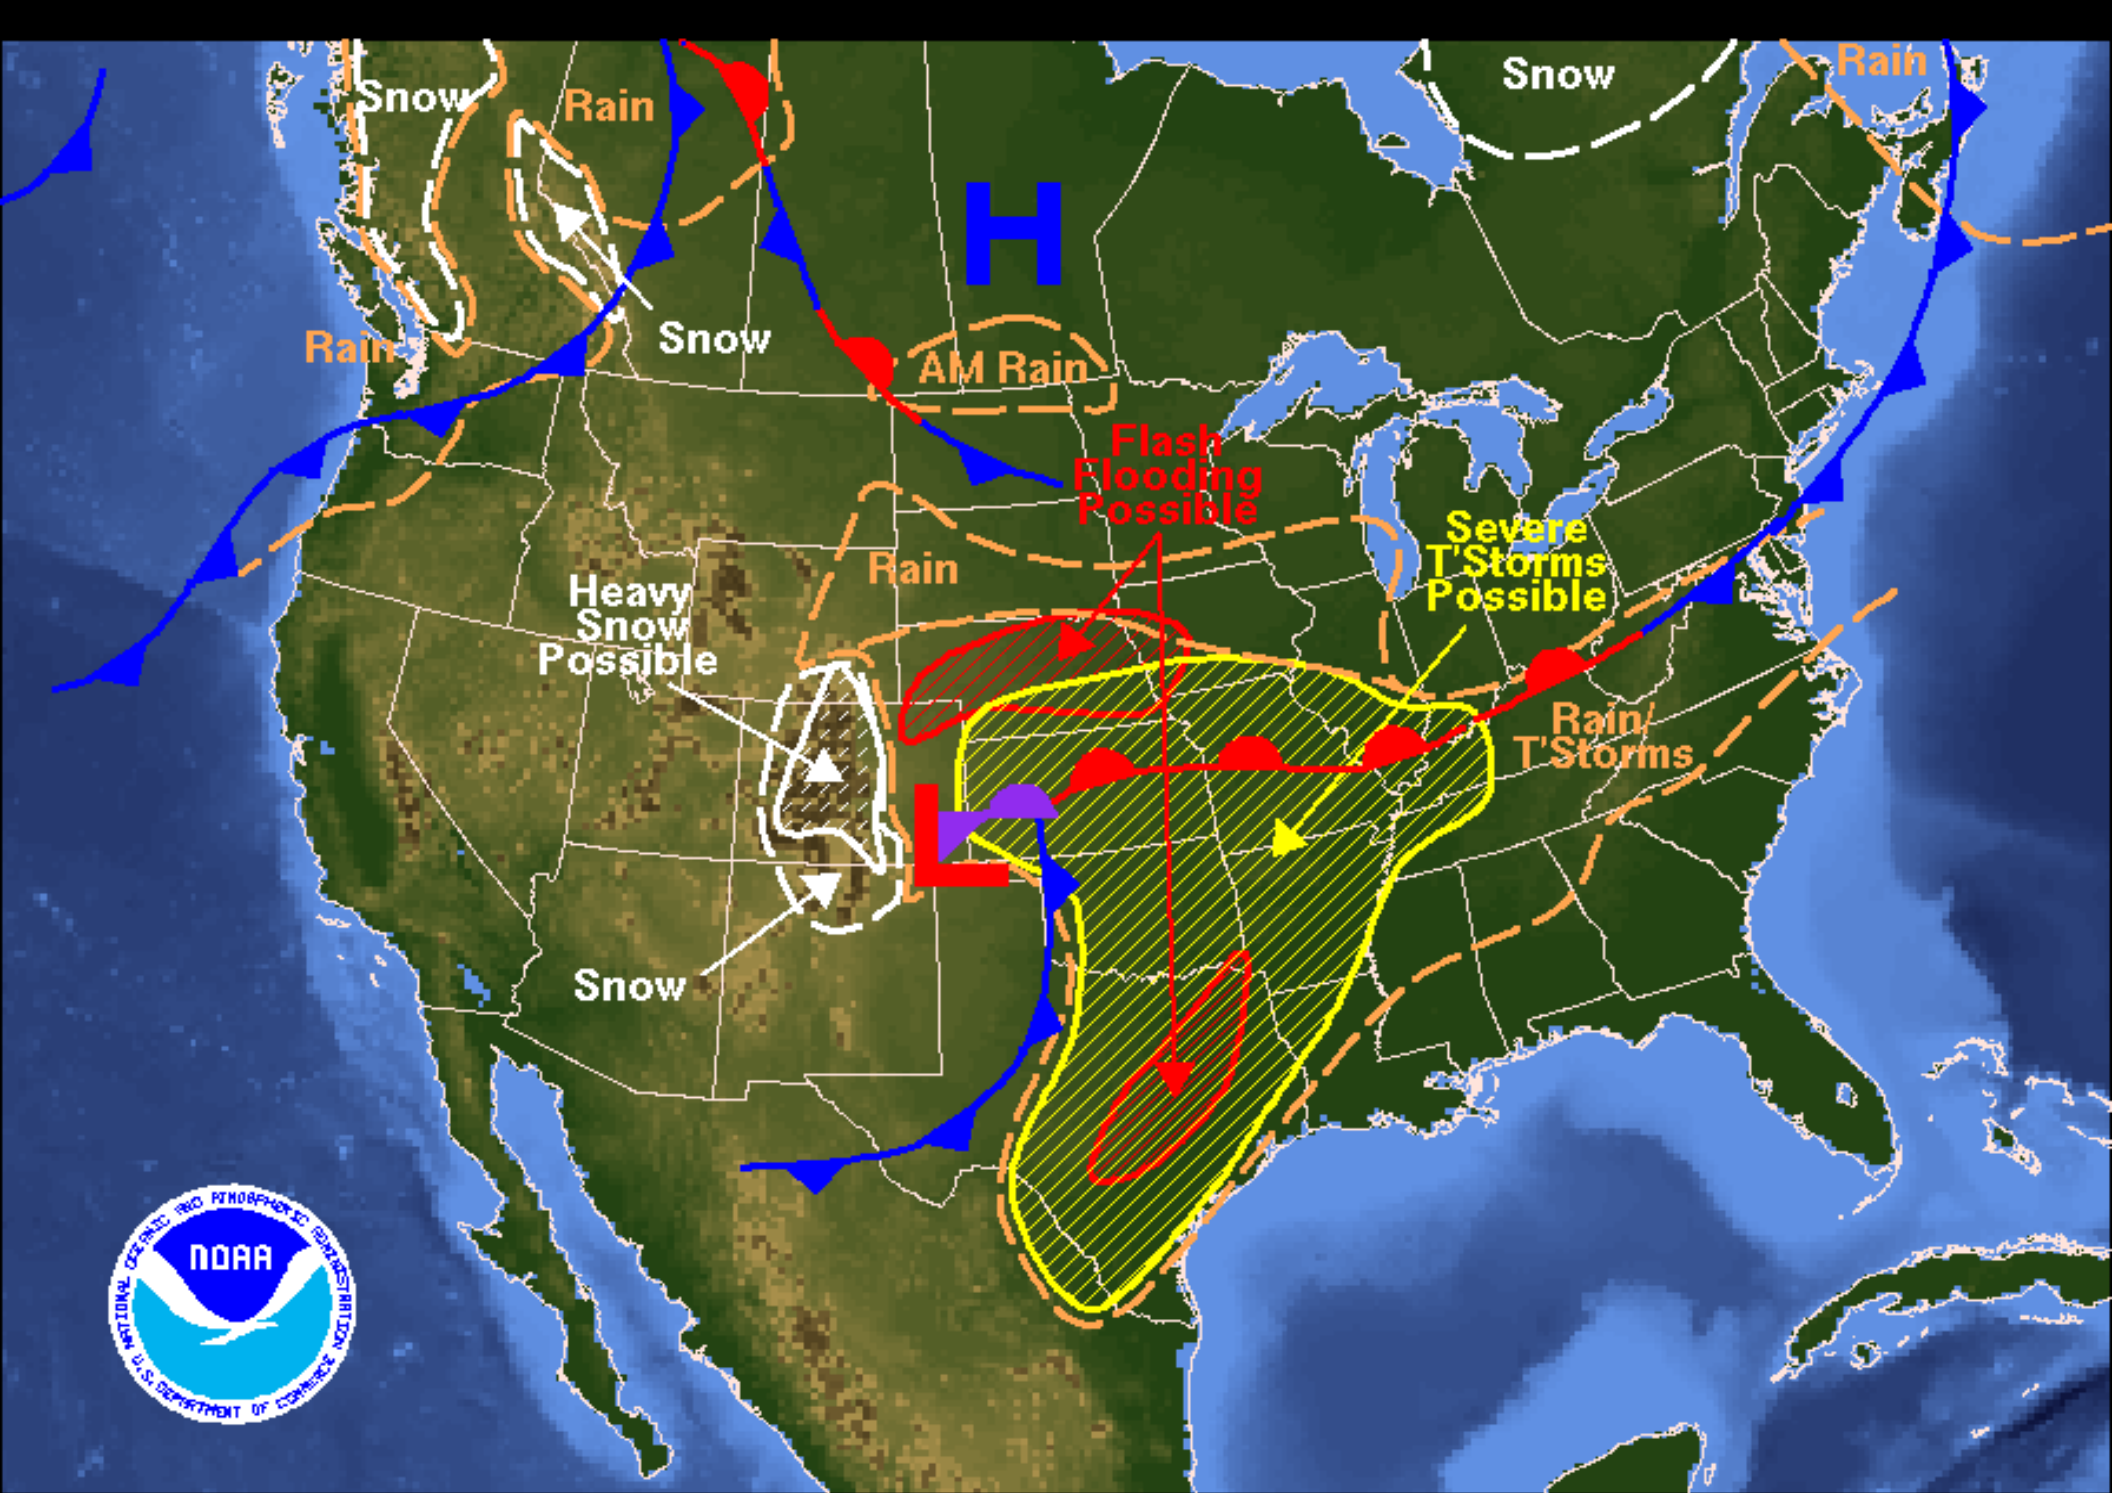 Snow
Rain
Snow
Rain
H
Snow
Rain
AM Rain
Flash
Flooding
Possible
Severe
T'Storms
Possible
Rain
Heavy
Snow
Possible
Rain/
T'Storms
L
Snow
NATIONAL OCEANIC AND ATMOSPHERIC ADMINISTRATION
NOAA
U.S. DEPARTMENT OF COMMERCE